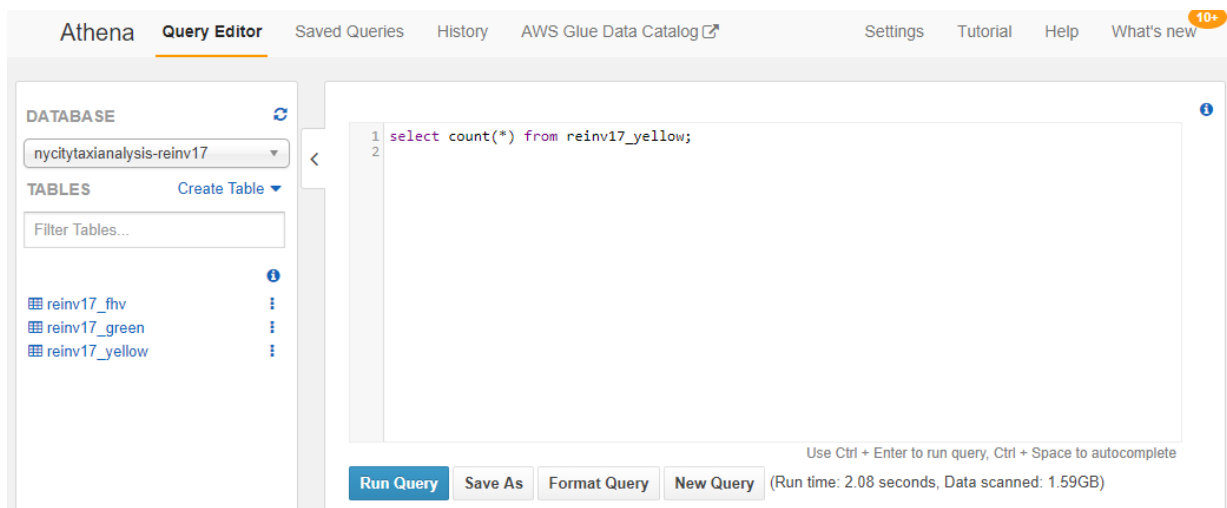 10+
Athena Query Editor Saved Queries History AWS Glue Data Catalog Settings Tutorial Help What's new
DATABASE
nycitytaxianalysis-reinv17
TABLES Create Table
Filter Tables...
reinv17_fhv
reinv17_green
reinv17_yellow
1 select count(*) from reinv17_yellow;
2
Use Ctrl + Enter to run query, Ctrl + Space to autocomplete
Run Query Save As Format Query New Query (Run time: 2.08 seconds, Data scanned: 1.59GB)